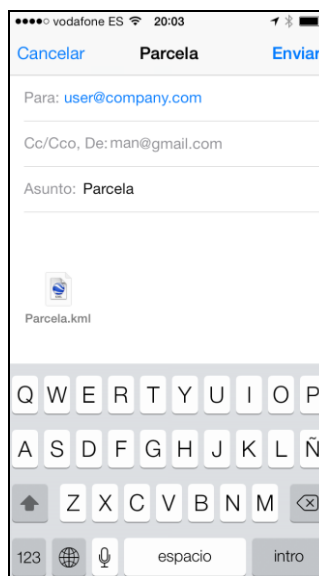 vodafone ES 20:03
Cancelar Parcela Enviar
Para: user@company.com
Cc/Cco, De: man@gmail.com
Asunto: Parcela
Parcela.kml
Q W E R T Y U I O P
A S D F G H J K L Ñ
Z X C V B N M
123 espacio intro